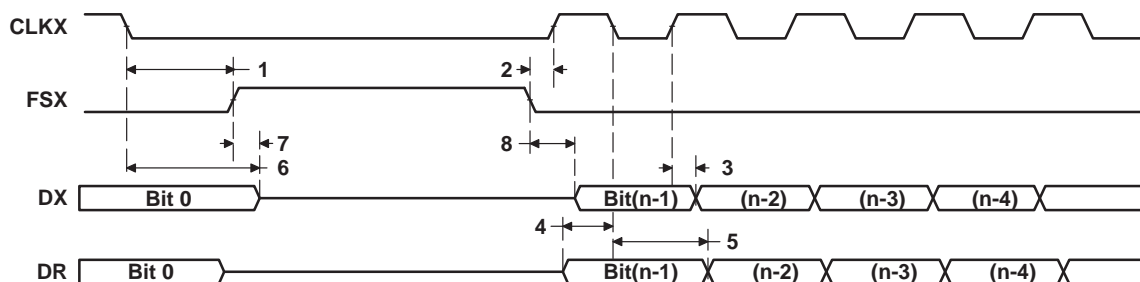 CLKX
1
2
FSX
7
8
6
3
DX
Bit 0
Bit(n-1)
(n-2)
(n-3)
(n-4)
4
5
DR
Bit 0
Bit(n-1)
(n-2)
(n-3)
(n-4)